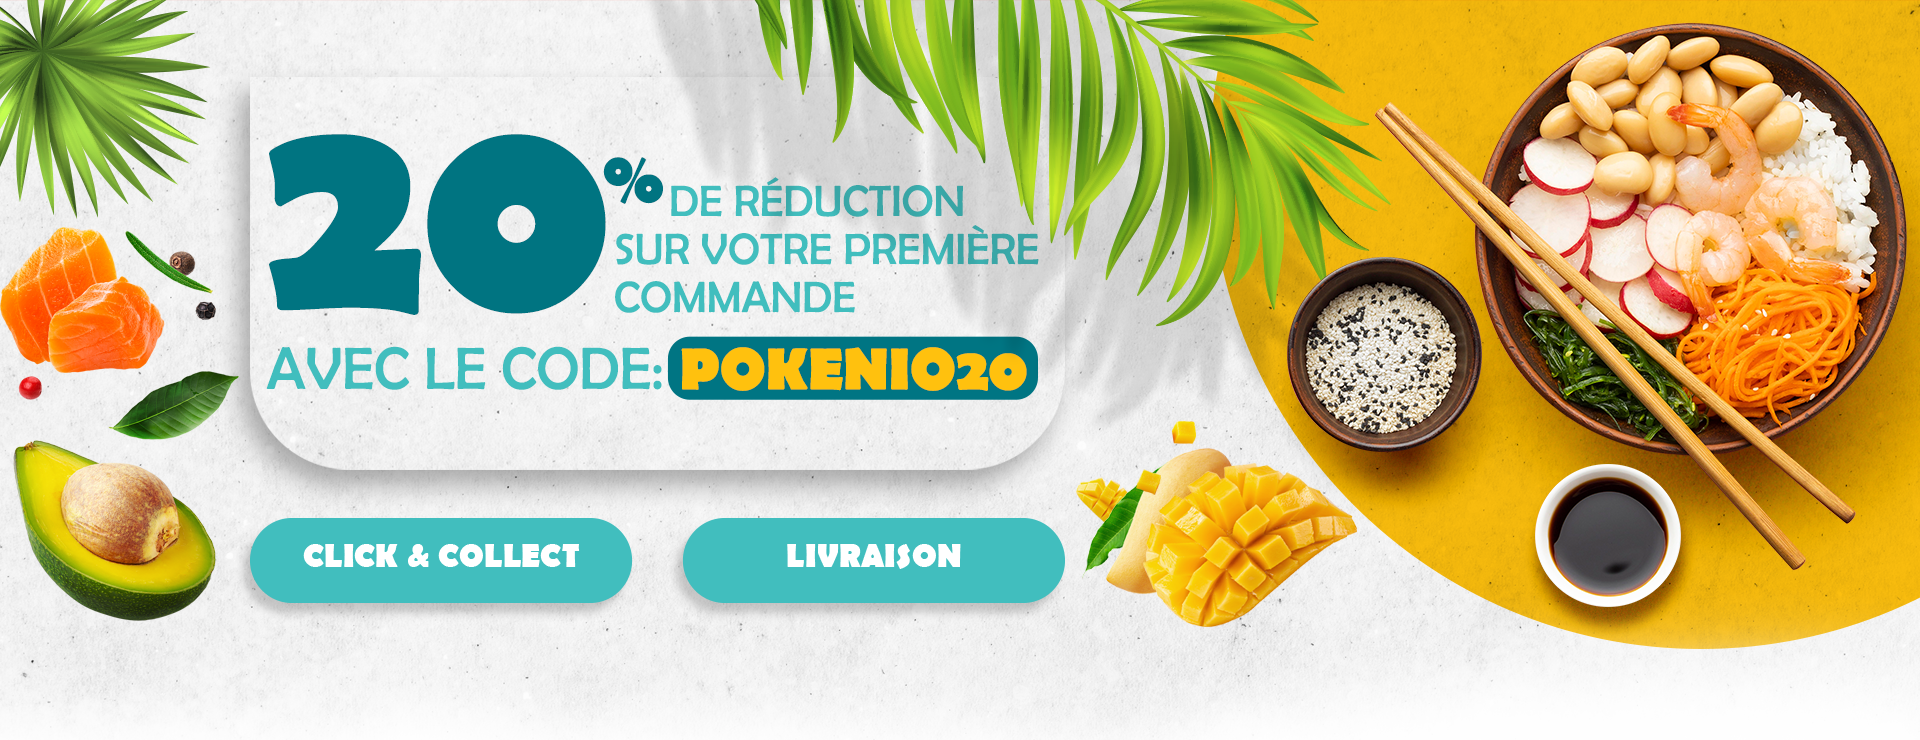 20% DE RÉDUCTION
SUR VOTRE PREMIÈRE
COMMANDE
AVEC LE CODE: POKENIO20
CLICK & COLLECT
LIVRAISON